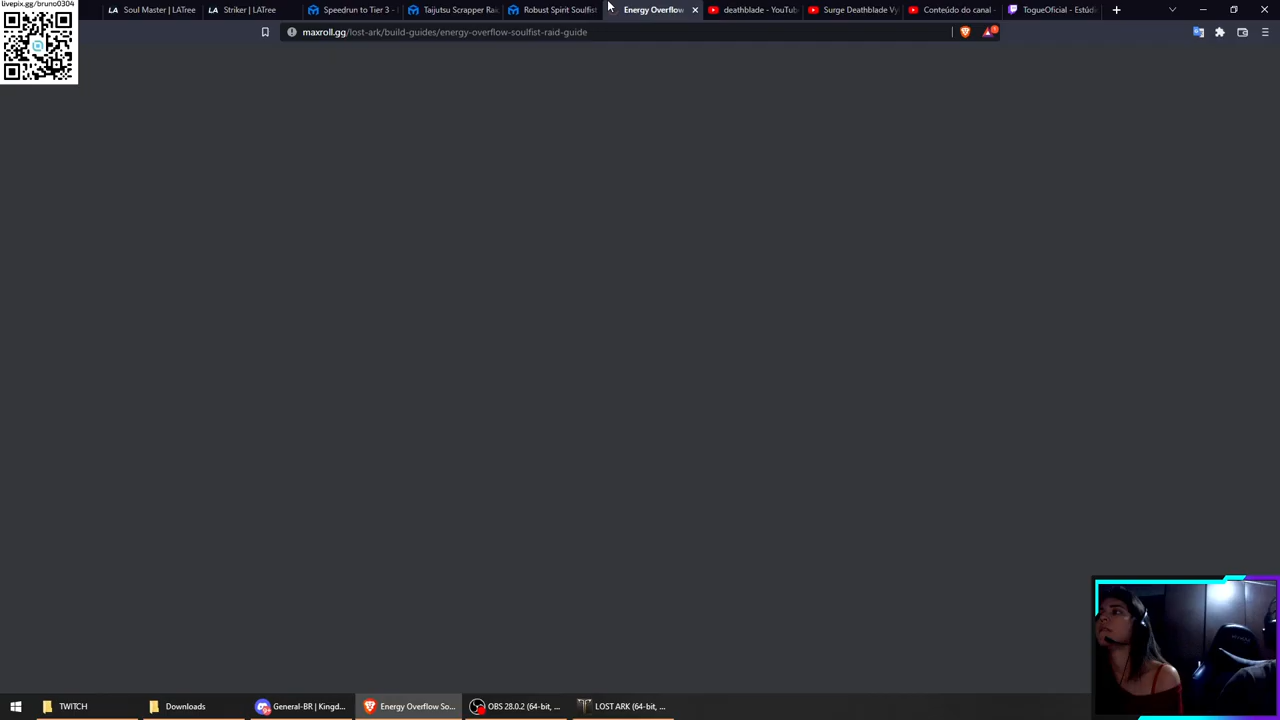 livepix.gg/bruno0304
Soul Master | LATree
Striker | LATree
Speedrun to Tier 3 -
Taijutsu Scrapper Rai
Robust Spirit Soulfist
Energy Overflow
deathblade - YouTub
Surge Deathblade Vy
Conteúdo do canal -
TogueOficial - Estúd
maxroll.gg/lost-ark/build-guides/energy-overflow-soulfist-raid-guide
TWITCH
Downloads
General-BR | Kingd...
Energy Overflow So...
OBS 28.0.2 (64-bit, ...
LOST ARK (64-bit, ...